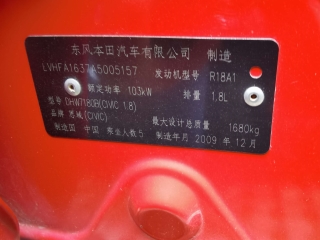 东风本田汽车有限公司 制造
LVHFA1637A5005157 发动机型号 R18A1
额定功率 103kW 排量 1.8L
型号 DHW7180B(CIVIC 1.8)
品牌 思域(CIVIC) 最大设计总质量 1680kg
制造国 中国 乘坐人数 5 制造年月 2009 年 12 月